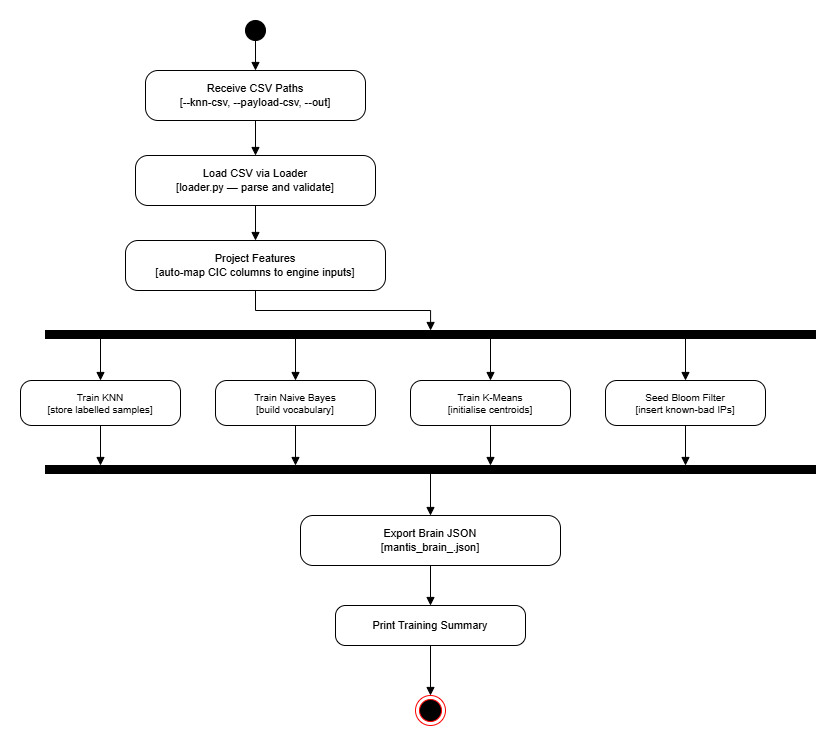 Receive CSV Paths
[--knn-csv, --payload-csv, --out]
Load CSV via Loader
[loader.py — parse and validate]
Project Features
[auto-map CIC columns to engine inputs]
Train KNN
[store labelled samples]
Train Naive Bayes
[build vocabulary]
Train K-Means
[initialise centroids]
Seed Bloom Filter
[insert known-bad IPs]
Export Brain JSON
[mantis_brain_.json]
Print Training Summary